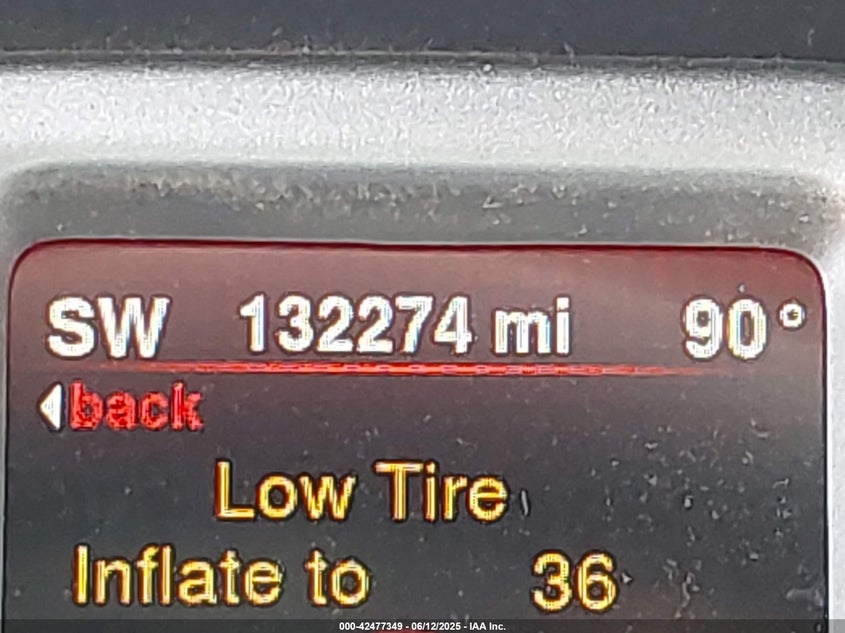 SW 132274 mi 90°
back
Low Tire
Inflate to 36
000-42477349 - 06/12/2025 - IAA Inc.